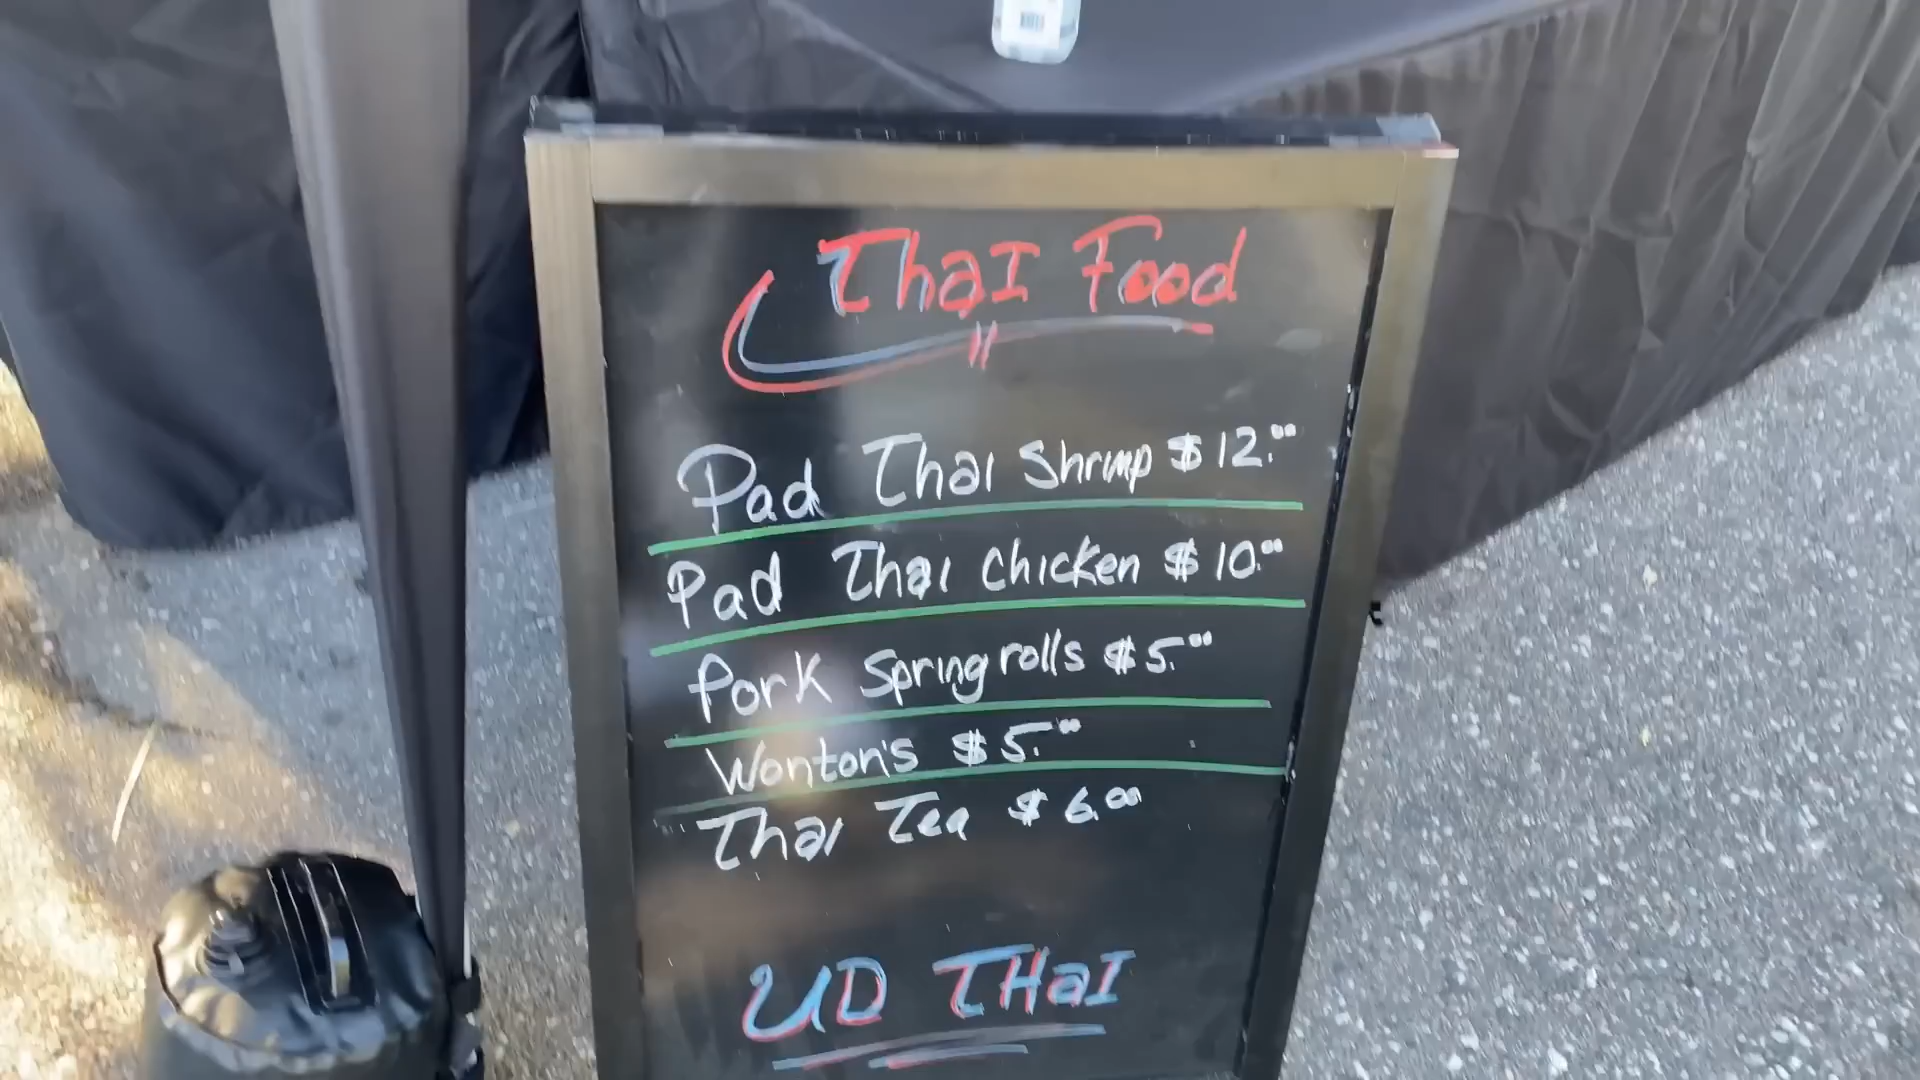 ThaI Food
Pad Thai Shrimp $12.00
Pad Thai Chicken $10.00
Pork Spring rolls $5.00
Wonton's $5.00
Thai Tea $6.00
UD THaI